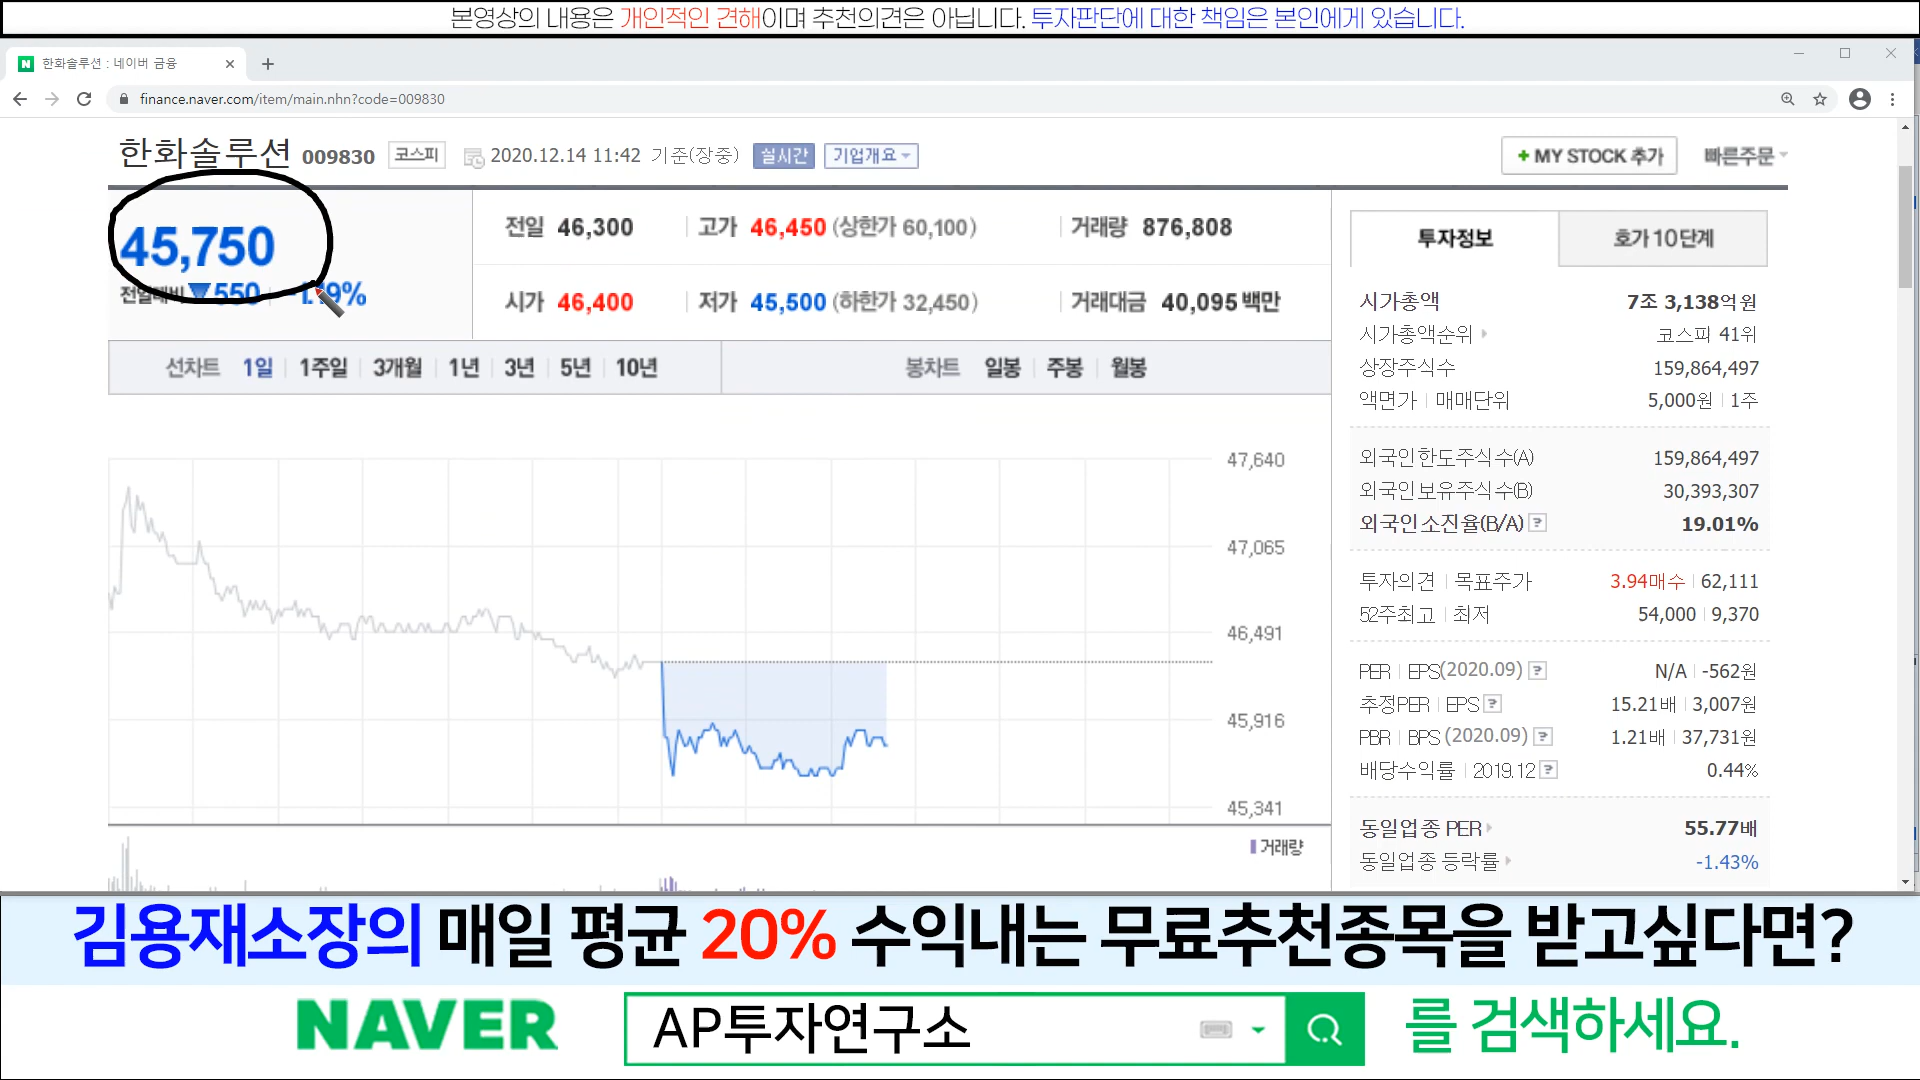 본영상의 내용은 개인적인 견해이며 추천의견은 아닙니다. 투자판단에 대한 책임은 본인에게 있습니다.
한화솔루션 : 네이버 금융
finance.naver.com/item/main.nhn?code=009830
한화솔루션 009830 코스피 2020.12.14 11:42 기준(장중) 실시간 기업개요
+ MY STOCK 추가 빠른주문
45,750
전일대비 ▼550
전일 46,300 고가 46,450 (상한가 60,100) 거래량 876,808
시가 46,400 저가 45,500 (하한가 32,450) 거래대금 40,095 백만
선차트 1일 1주일 3개월 1년 3년 5년 10년 봉차트 일봉 주봉 월봉
47,640
47,065
46,491
45,916
45,341
거래량
투자정보 호가 10단계
시가총액 7조 3,138억원
시가총액순위 코스피 41위
상장주식수 159,864,497
액면가 매매단위 5,000원 1주
외국인한도주식수(A) 159,864,497
외국인보유주식수(B) 30,393,307
외국인소진율(B/A) ? 19.01%
투자의견 목표주가 3.94매수 62,111
52주최고 최저 54,000 9,370
PER EPS(2020.09) ? N/A -562원
추정PER EPS ? 15.21배 3,007원
PBR BPS (2020.09) ? 1.21배 37,731원
배당수익률 2019.12 ? 0.44%
동일업종 PER 55.77배
동일업종 등락률 -1.43%
김용재소장의 매일 평균 20% 수익내는 무료추천종목을 받고싶다면?
NAVER AP투자연구소 를 검색하세요.